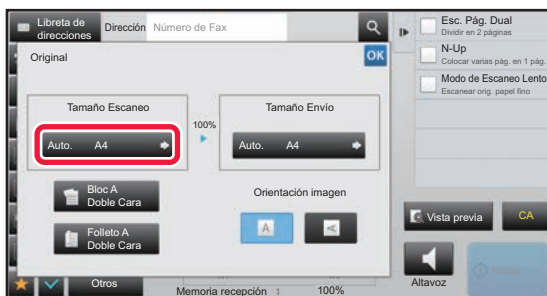 Libreta de
direcciones
Dirección
Número de Fax
Original
OK
Tamaño Escaneo
Tamaño Envío
100%
Auto. A4
Auto. A4
Bloc A
Doble Cara
Orientación imagen
Folleto A
Doble Cara
A
A
Otros
Memoria recepción : 100%
Esc. Pág. Dual
Dividir en 2 páginas
N-Up
Colocar varias pág. en 1 pág.
Modo de Escaneo Lento
Escanear orig. papel fino
Vista previa
CA
Altavoz